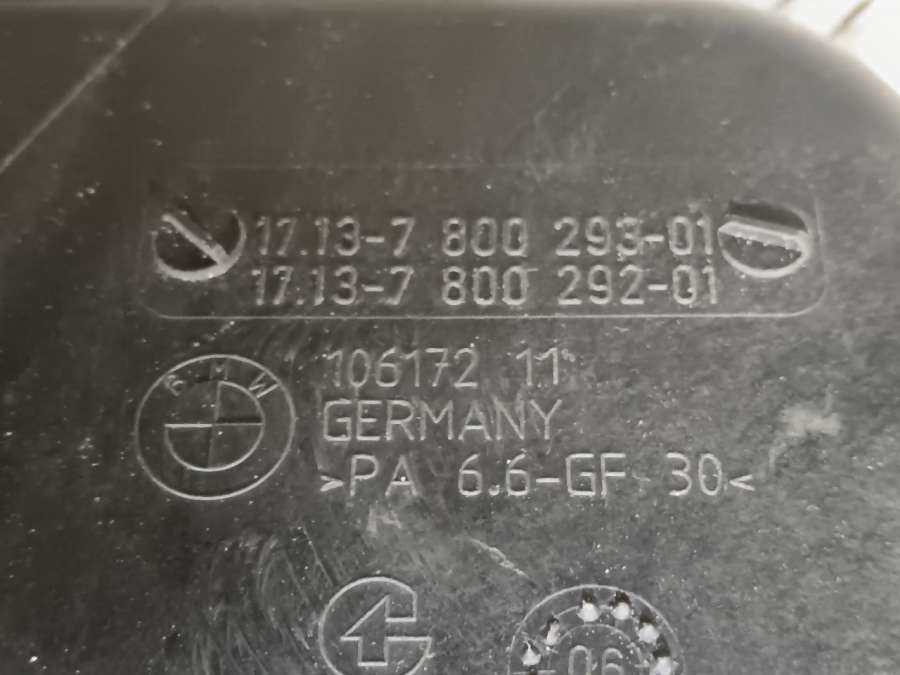 17.13-7 800 293-01
17.13-7 800 292-01
BMW
106172 11
GERMANY
>PA 6.6-GF 30<
06